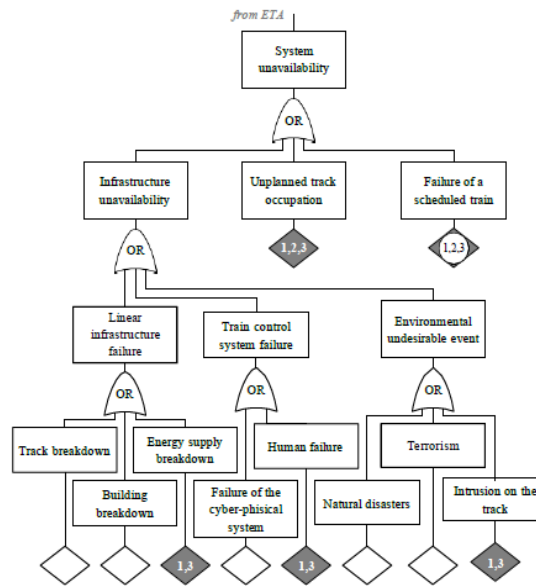 from ETA
System
unavailability
OR
Infrastructure
unavailability
Unplanned track
occupation
Failure of a
scheduled train
1,2,3
1,2,3
OR
Linear
infrastructure
failure
Train control
system failure
Environmental
undesirable event
OR
OR
OR
Track breakdown
Energy supply
breakdown
Human failure
Terrorism
Building
breakdown
Failure of the
cyber-phisical
system
Natural disasters
Intrusion on the
track
1,3
1,3
1,3